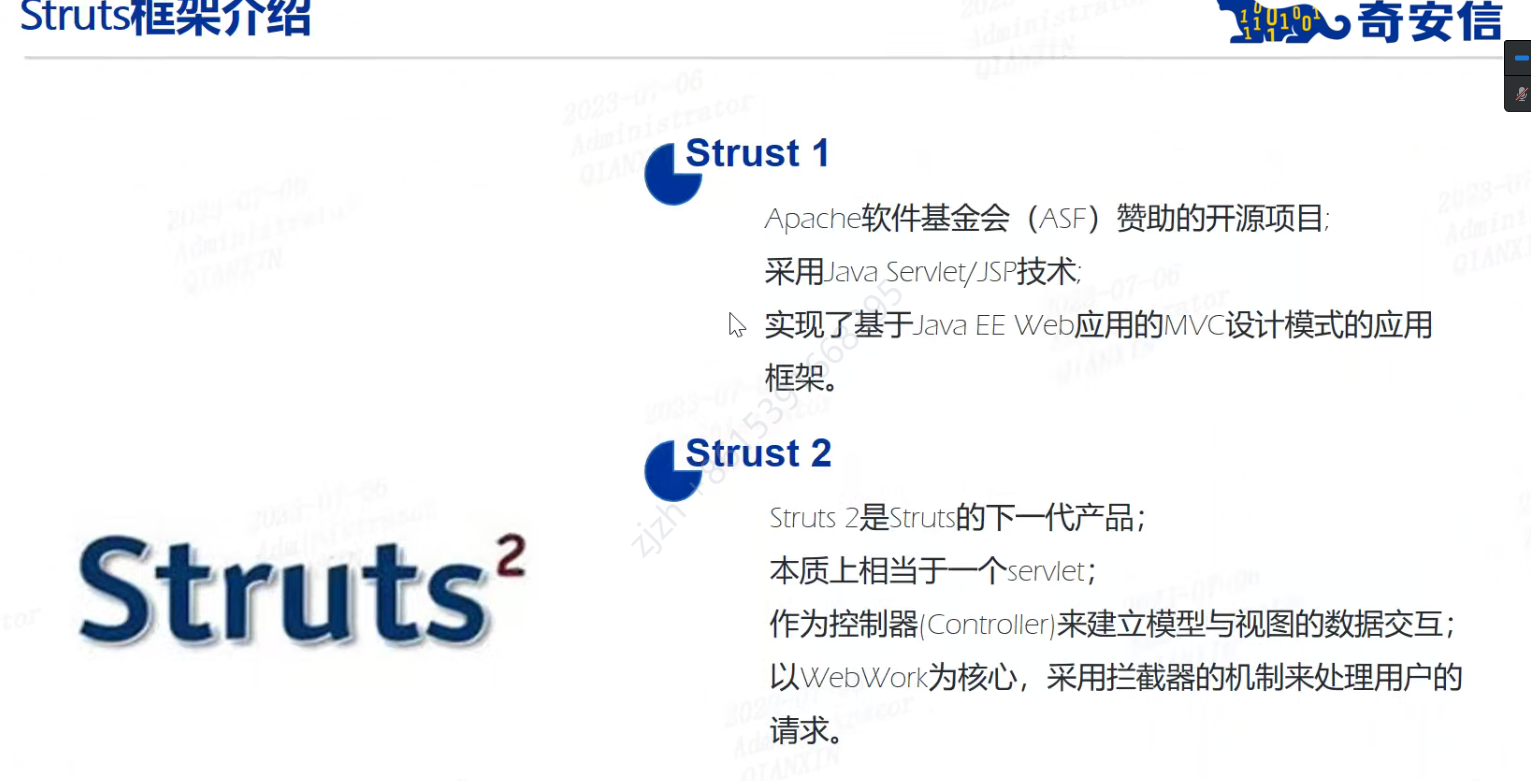 Struts框架介绍
奇安信
2023-07-06
Administrator
QIANXIN
Strust 1
Apache软件基金会（ASF）赞助的开源项目;
采用Java Servlet/JSP技术;
实现了基于Java EE Web应用的MVC设计模式的应用
框架。
Strust 2
Struts 2是Struts的下一代产品；
本质上相当于一个servlet；
作为控制器(Controller)来建立模型与视图的数据交互；
以WebWork为核心，采用拦截器的机制来处理用户的
请求。
Struts2